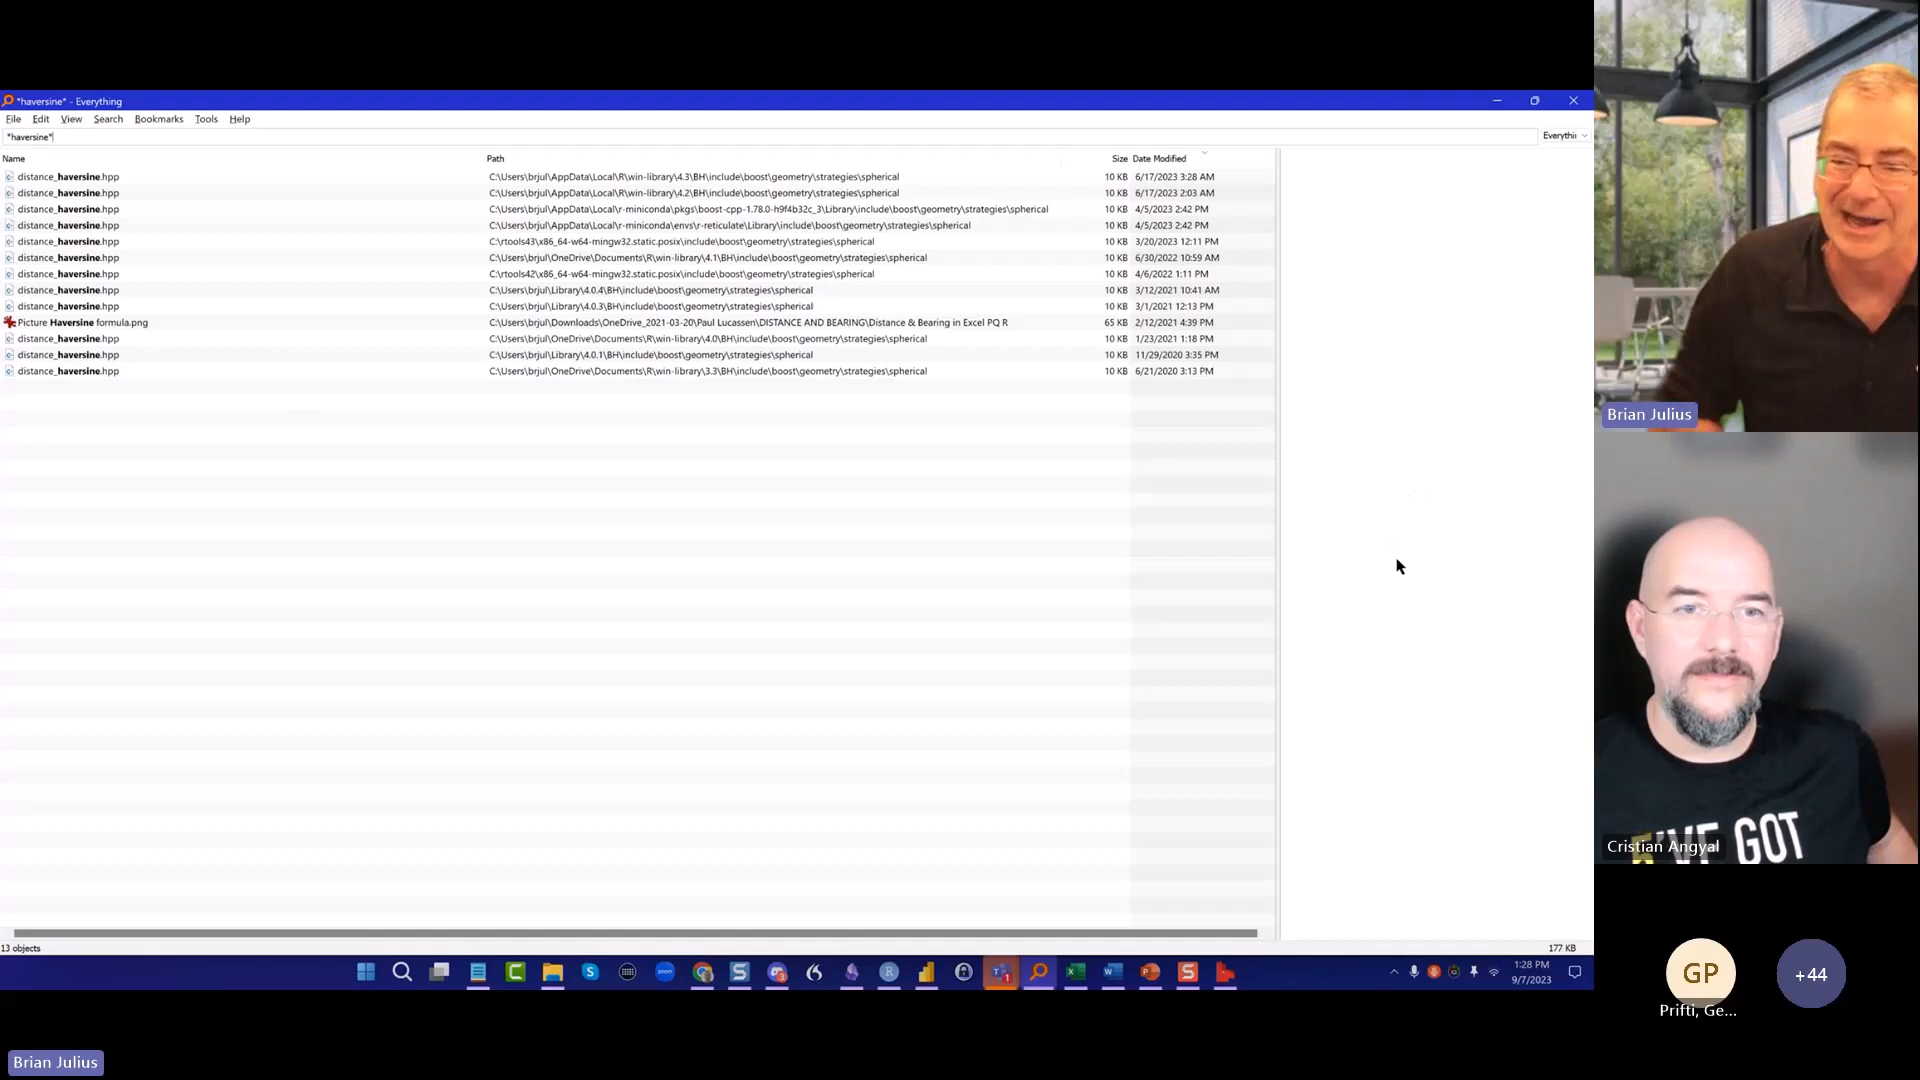 *haversine* - Everything
File Edit View Search Bookmarks Tools Help
*haversine* Everythi
Name Path Size Date Modified
distance_haversine.hpp C:\Users\brjul\AppData\Local\R\win-library\4.3\BH\include\boost\geometry\strategies\spherical 10 KB 6/17/2023 3:28 AM
distance_haversine.hpp C:\Users\brjul\AppData\Local\R\win-library\4.2\BH\include\boost\geometry\strategies\spherical 10 KB 6/17/2023 2:03 AM
distance_haversine.hpp C:\Users\brjul\AppData\Local\r-miniconda\pkgs\boost-cpp-1.78.0-h9f4b32c_3\Library\include\boost\geometry\strategies\spherical 10 KB 4/5/2023 2:42 PM
distance_haversine.hpp C:\Users\brjul\AppData\Local\r-miniconda\envs\r-reticulate\Library\include\boost\geometry\strategies\spherical 10 KB 4/5/2023 2:42 PM
distance_haversine.hpp C:\rtools43\x86_64-w64-mingw32.static.posix\include\boost\geometry\strategies\spherical 10 KB 3/20/2023 12:11 PM
distance_haversine.hpp C:\Users\brjul\OneDrive\Documents\R\win-library\4.1\BH\include\boost\geometry\strategies\spherical 10 KB 6/30/2022 10:59 AM
distance_haversine.hpp C:\rtools42\x86_64-w64-mingw32.static.posix\include\boost\geometry\strategies\spherical 10 KB 4/6/2022 1:11 PM
distance_haversine.hpp C:\Users\brjul\Library\4.0.4\BH\include\boost\geometry\strategies\spherical 10 KB 3/12/2021 10:41 AM
distance_haversine.hpp C:\Users\brjul\Library\4.0.3\BH\include\boost\geometry\strategies\spherical 10 KB 3/1/2021 12:13 PM
Picture Haversine formula.png C:\Users\brjul\Downloads\OneDrive_2021-03-20\Paul Lucassen\DISTANCE AND BEARING\Distance & Bearing in Excel PQ R 65 KB 2/12/2021 4:39 PM
distance_haversine.hpp C:\Users\brjul\OneDrive\Documents\R\win-library\4.0\BH\include\boost\geometry\strategies\spherical 10 KB 1/23/2021 1:18 PM
distance_haversine.hpp C:\Users\brjul\Library\4.0.1\BH\include\boost\geometry\strategies\spherical 10 KB 11/29/2020 3:35 PM
distance_haversine.hpp C:\Users\brjul\OneDrive\Documents\R\win-library\3.3\BH\include\boost\geometry\strategies\spherical 10 KB 6/21/2020 3:13 PM
13 objects 177 KB
1:28 PM
9/7/2023
Brian Julius
Brian Julius
'VE GOT
Cristian Angyal
GP
Prifti, Ge...
+44